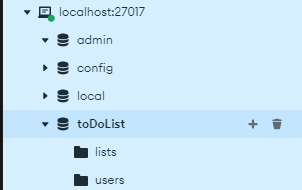 localhost:27017
admin
config
local
toDoList
lists
users